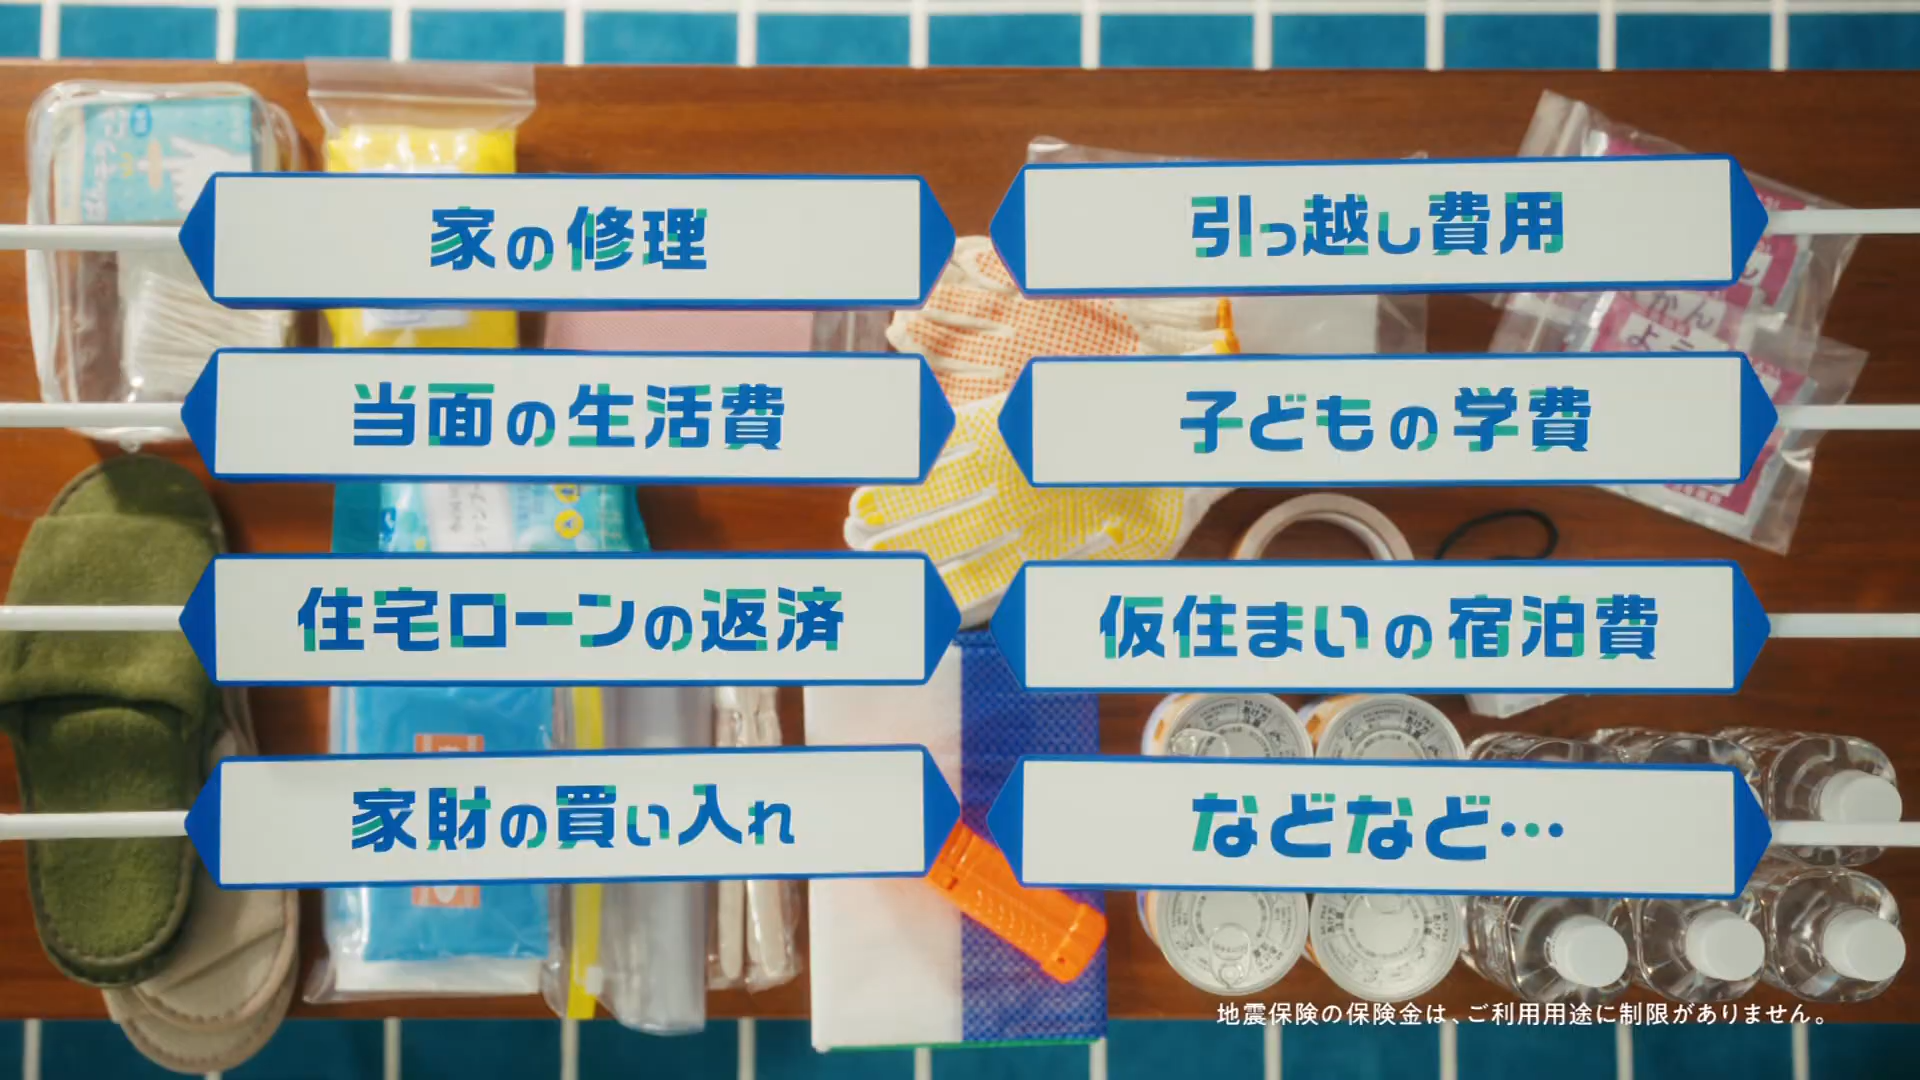 家の修理
引っ越し費用
当面の生活費
子どもの学費
住宅ローンの返済
仮住まいの宿泊費
家財の買い入れ
などなど…
地震保険の保険金は、ご利用用途に制限がありません。